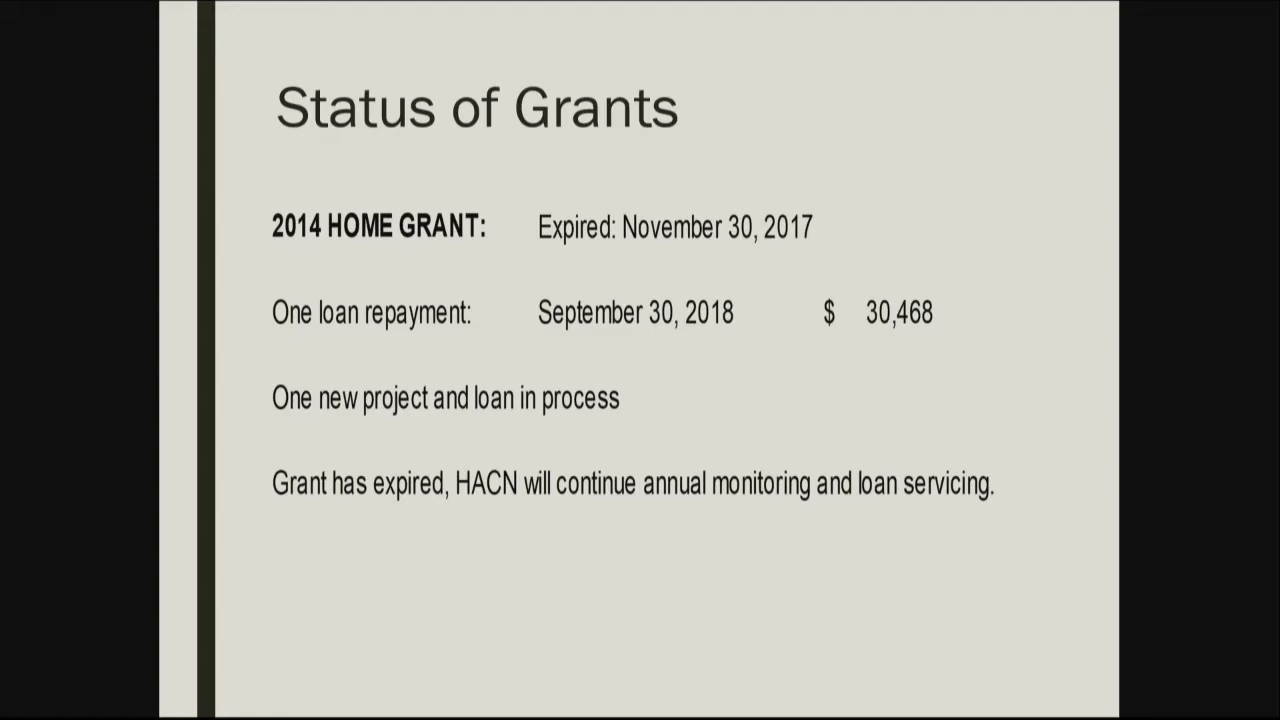 Status of Grants
2014 HOME GRANT: Expired: November 30, 2017
One loan repayment: September 30, 2018 $ 30,468
One new project and loan in process
Grant has expired, HACN will continue annual monitoring and loan servicing.